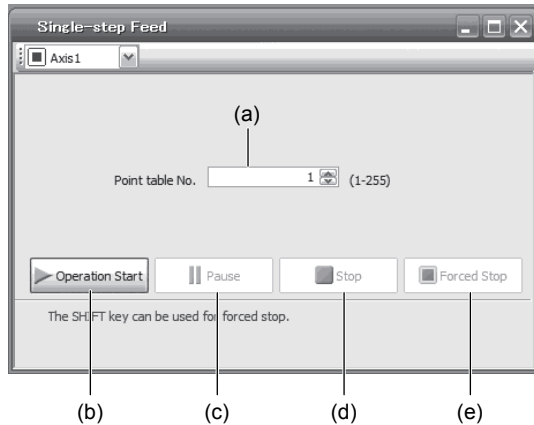 Single-step Feed
Axis1
(a)
Point table No. 1 (1-255)
Operation Start Pause Stop Forced Stop
The SHIFT key can be used for forced stop.
(b) (c) (d) (e)